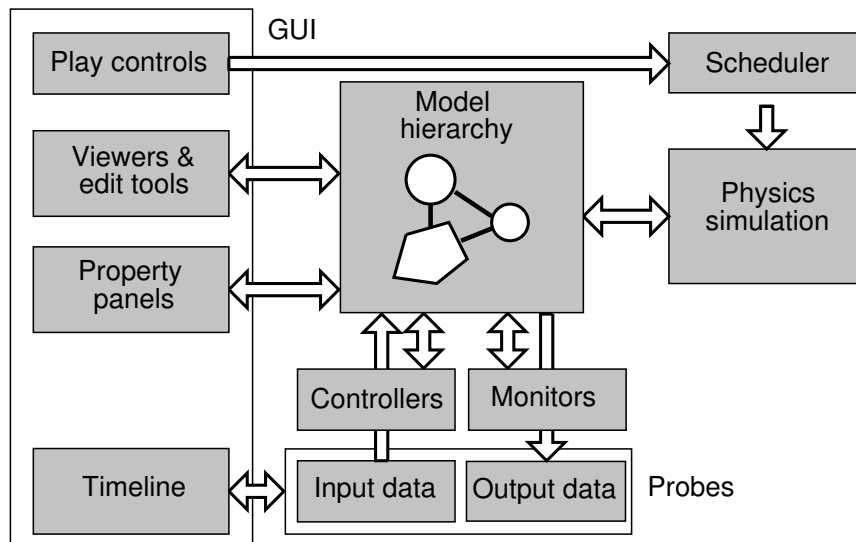 GUI
Play controls
Scheduler
Model
hierarchy
Viewers &
edit tools
Physics
simulation
Property
panels
Controllers
Monitors
Timeline
Input data
Output data
Probes